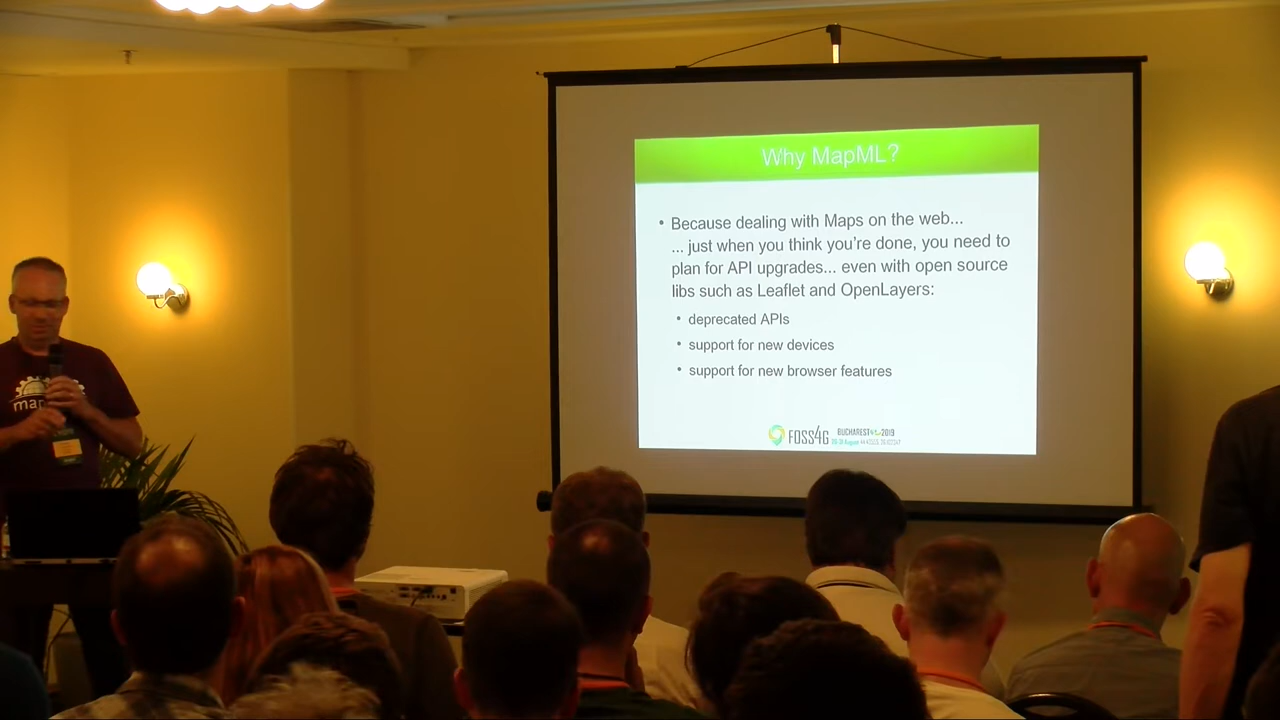 Why MapML?
• Because dealing with Maps on the web...
... just when you think you're done, you need to
plan for API upgrades... even with open source
libs such as Leaflet and OpenLayers:
• deprecated APIs
• support for new devices
• support for new browser features
FOSS4G BUCHAREST 2019
map